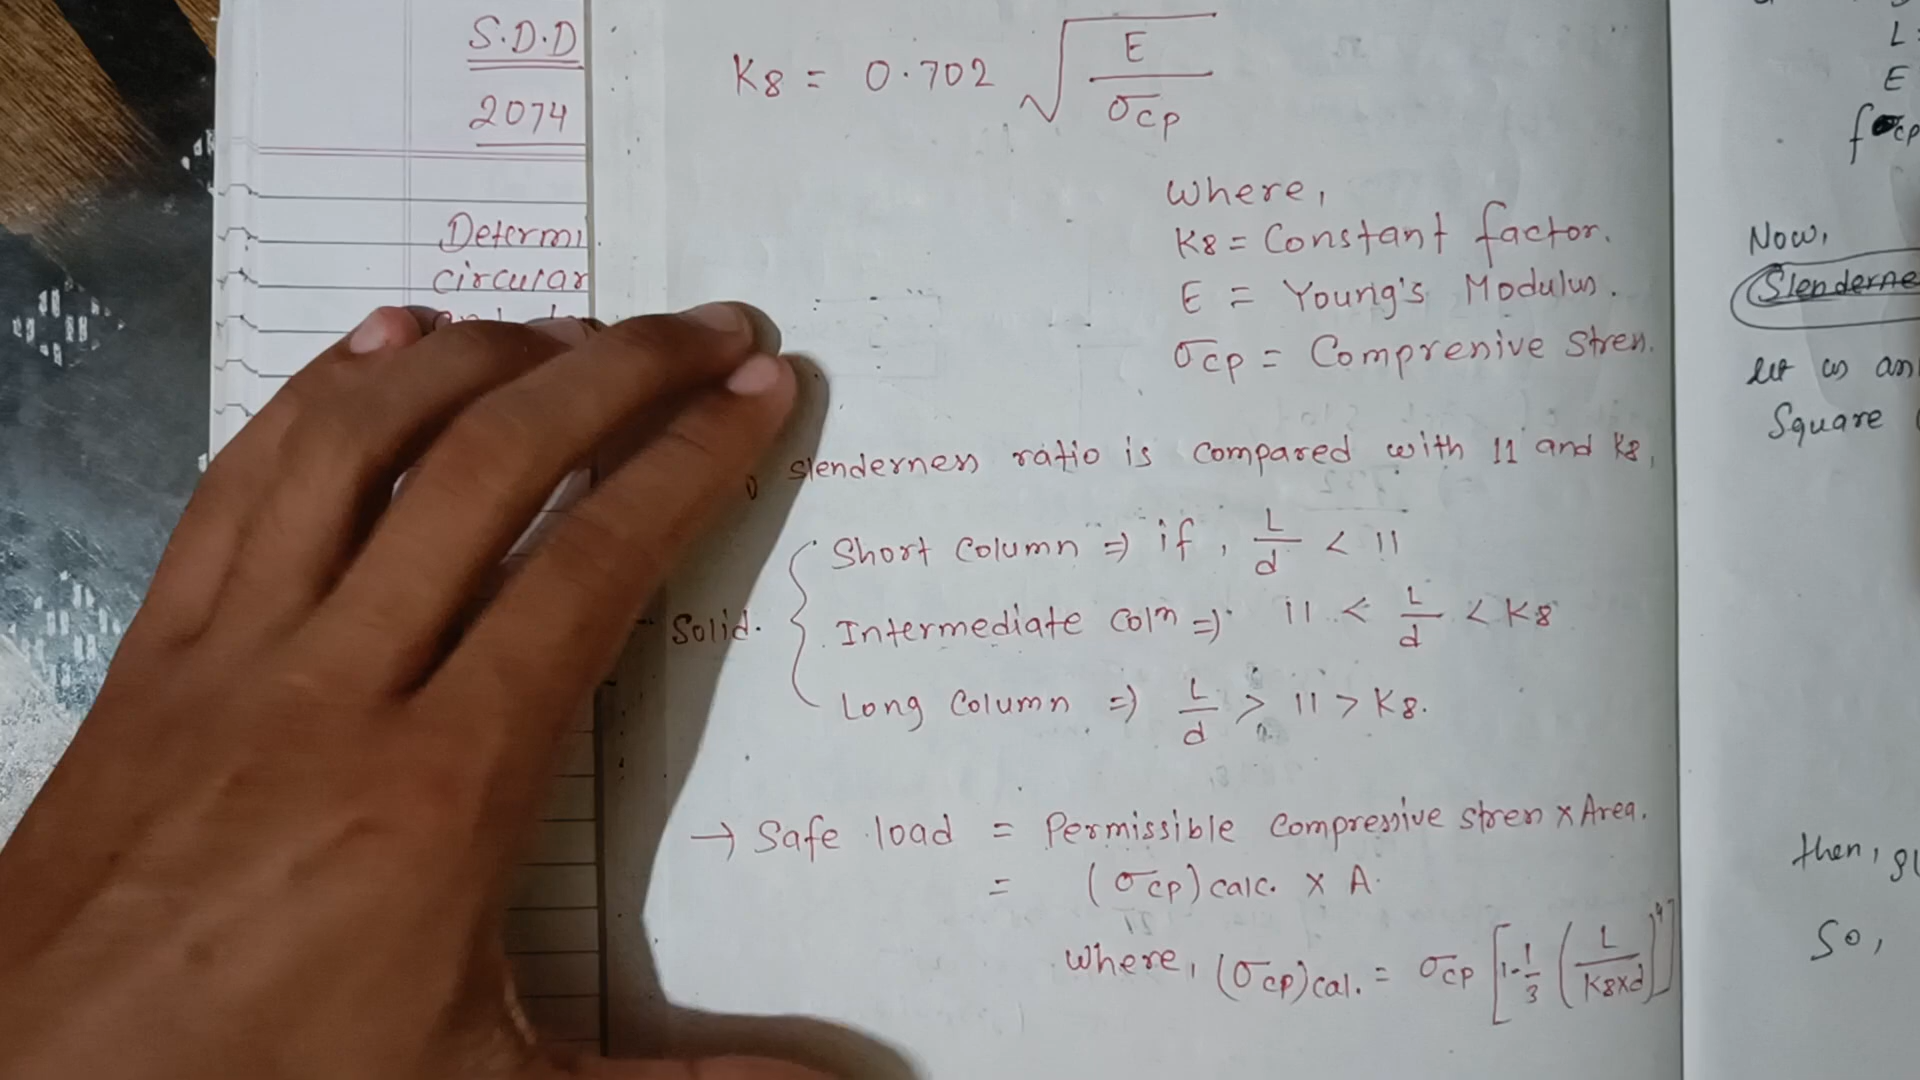 S.D.D
2074
Determi
circular
K8 = 0.702 √(E/σcp)
where,
K8 = Constant factor.
E = Young's Modulus.
σcp = Compressive Stress.
slenderness ratio is compared with 11 and K8,
Solid.
Short Column => if, L/d < 11
Intermediate Colm => 11 < L/d < K8
Long Column => L/d > 11 > K8.
→ Safe load = Permissible Compressive stress x Area.
= (σcp)calc. x A.
where, (σcp)cal. = σcp [1-1/3 (L/K8xd)^4]
L
E
Now,
Slenderne
let us
Square
then,
So,